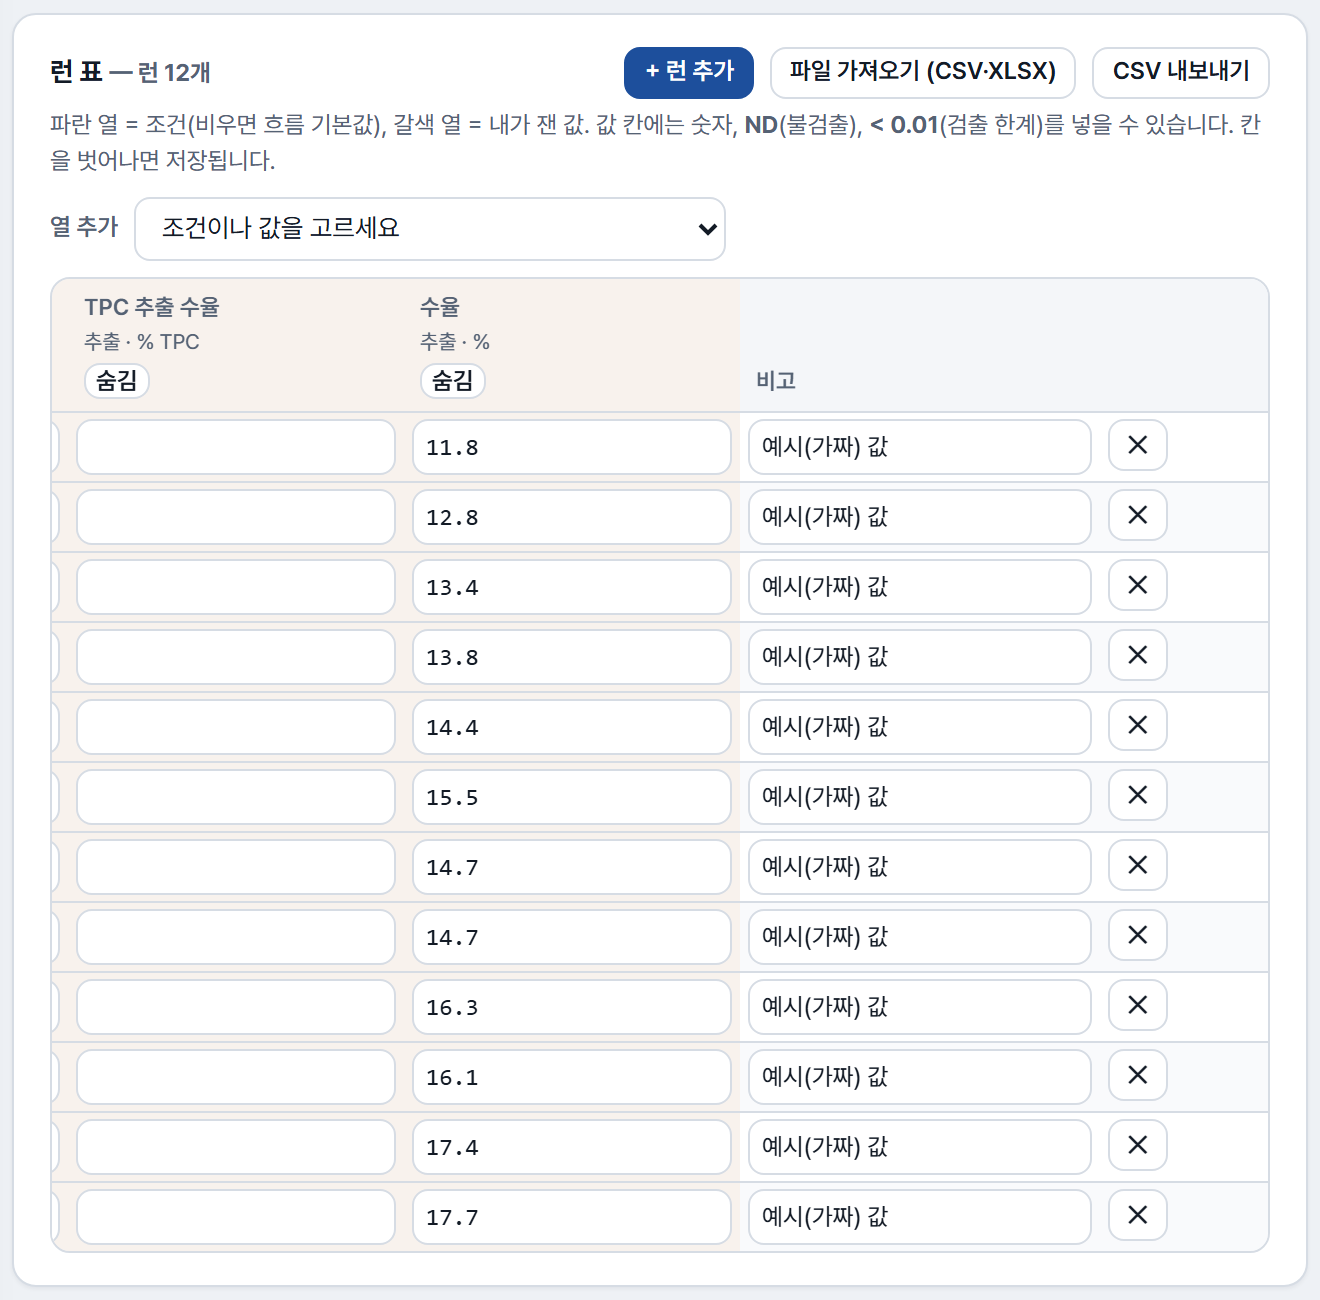 런 표 — 런 12개
+ 런 추가
파일 가져오기 (CSV·XLSX)
CSV 내보내기
파란 열 = 조건(비우면 흐름 기본값), 갈색 열 = 내가 잰 값. 값 칸에는 숫자, ND(불검출), < 0.01(검출 한계)를 넣을 수 있습니다. 칸
을 벗어나면 저장됩니다.
열 추가
조건이나 값을 고르세요
TPC 추출 수율
추출 · % TPC
숨김
수율
추출 · %
숨김
비고
11.8 예시(가짜) 값 ✕
12.8 예시(가짜) 값 ✕
13.4 예시(가짜) 값 ✕
13.8 예시(가짜) 값 ✕
14.4 예시(가짜) 값 ✕
15.5 예시(가짜) 값 ✕
14.7 예시(가짜) 값 ✕
14.7 예시(가짜) 값 ✕
16.3 예시(가짜) 값 ✕
16.1 예시(가짜) 값 ✕
17.4 예시(가짜) 값 ✕
17.7 예시(가짜) 값 ✕